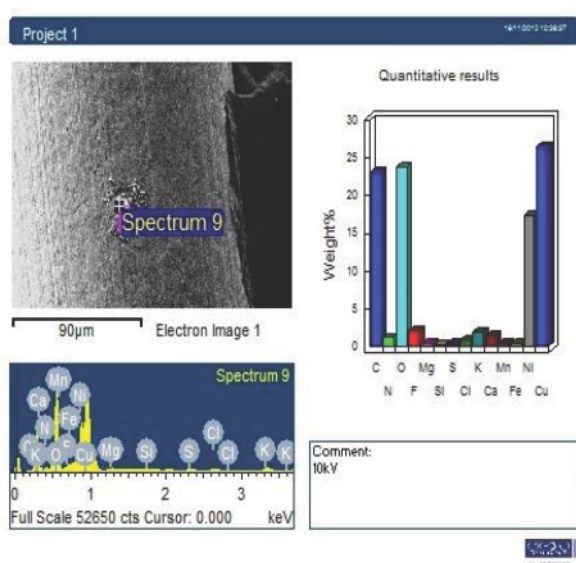 Project 1
Quantitative results
Spectrum 9
90µm Electron Image 1
Weight%
30
25
20
15
10
5
0
C O Mg S K Mn Ni
N F Si Cl Ca Fe Cu
Spectrum 9
Mn
Ca Ni
N Fe Cl
K O Cu Mg Si S Cl K K
0 1 2 3
Full Scale 52650 cts Cursor: 0.000 keV
Comment:
10kV